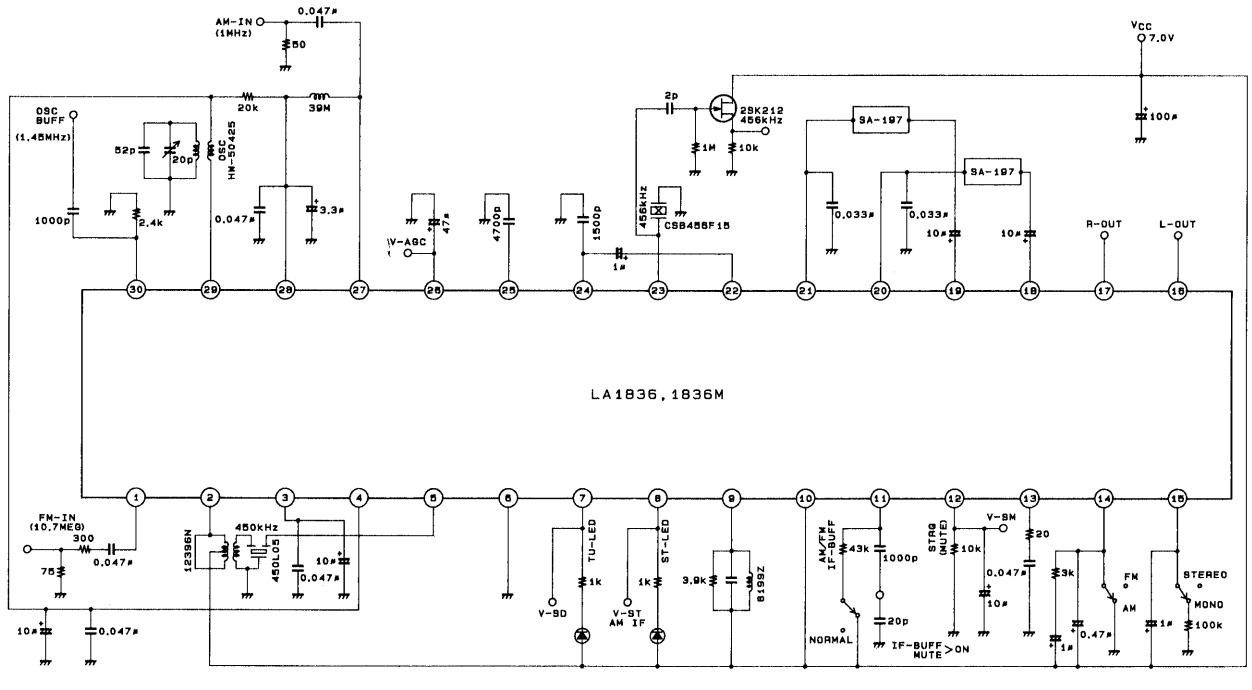 AM-IN
(1MHz)
0.047µ
50
VCC
7.0V
OSC
BUFF
(1.45MHz)
20k
39M
2p
2SK212
456kHz
SA-197
100µ
52p
20p
OSC
HW-50425
1M
10k
SA-197
1000p
2.4k
0.047µ
3.3µ
47µ
V-AGC
4700p
1500p
1µ
456kHz
CSB456F15
0.033µ
0.033µ
10µ
10µ
R-OUT
L-OUT
30
29
28
27
26
25
24
23
22
21
20
19
18
17
16
LA1836, 1836M
1
2
3
4
5
6
7
8
9
10
11
12
13
14
15
FM-IN
(10.7MEG)
300
0.047µ
75
12396N
450kHz
450L05
0.047µ
10µ
TU-LED
1k
V-SD
ST-LED
1k
V-ST
AM IF
3.9k
8199Z
AM/FM
IF-BUFF
43k
1000p
20p
NORMAL
IF-BUFF
MUTE >ON
STRQ
(MUTE)
10k
V-SM
10µ
20
0.047µ
3k
FM
AM
0.47µ
1µ
STEREO
MONO
1µ
100k
10µ
0.047µ